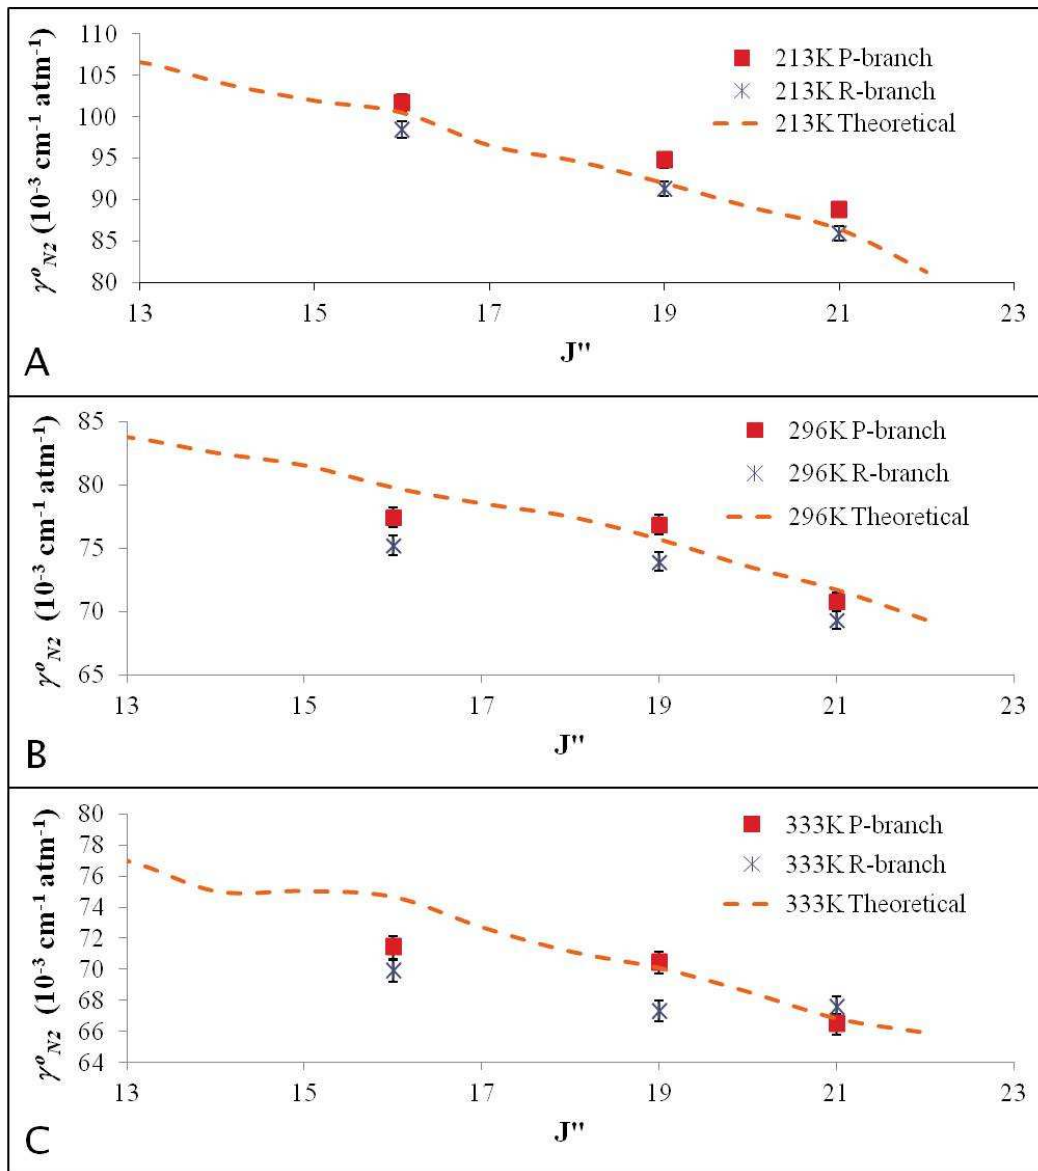 110
105
100
95
90
85
80
γ⁰N2 (10⁻³ cm⁻¹ atm⁻¹)
213K P-branch
213K R-branch
213K Theoretical
13 15 17 19 21 23
J"
A
85
80
75
70
65
γ⁰N2 (10⁻³ cm⁻¹ atm⁻¹)
296K P-branch
296K R-branch
296K Theoretical
13 15 17 19 21 23
J"
B
80
78
76
74
72
70
68
66
64
γ⁰N2 (10⁻³ cm⁻¹ atm⁻¹)
333K P-branch
333K R-branch
333K Theoretical
13 15 17 19 21 23
J"
C